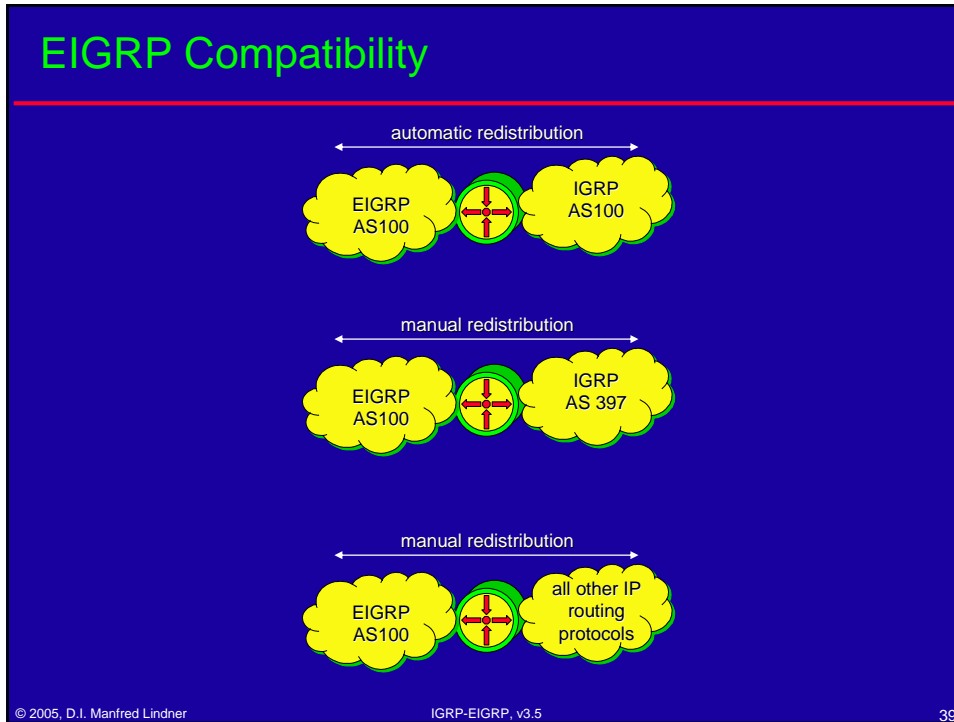 EIGRP Compatibility
automatic redistribution
EIGRP
AS100
IGRP
AS100
manual redistribution
EIGRP
AS100
IGRP
AS 397
manual redistribution
EIGRP
AS100
all other IP
routing
protocols
© 2005, D.I. Manfred Lindner
IGRP-EIGRP, v3.5
39